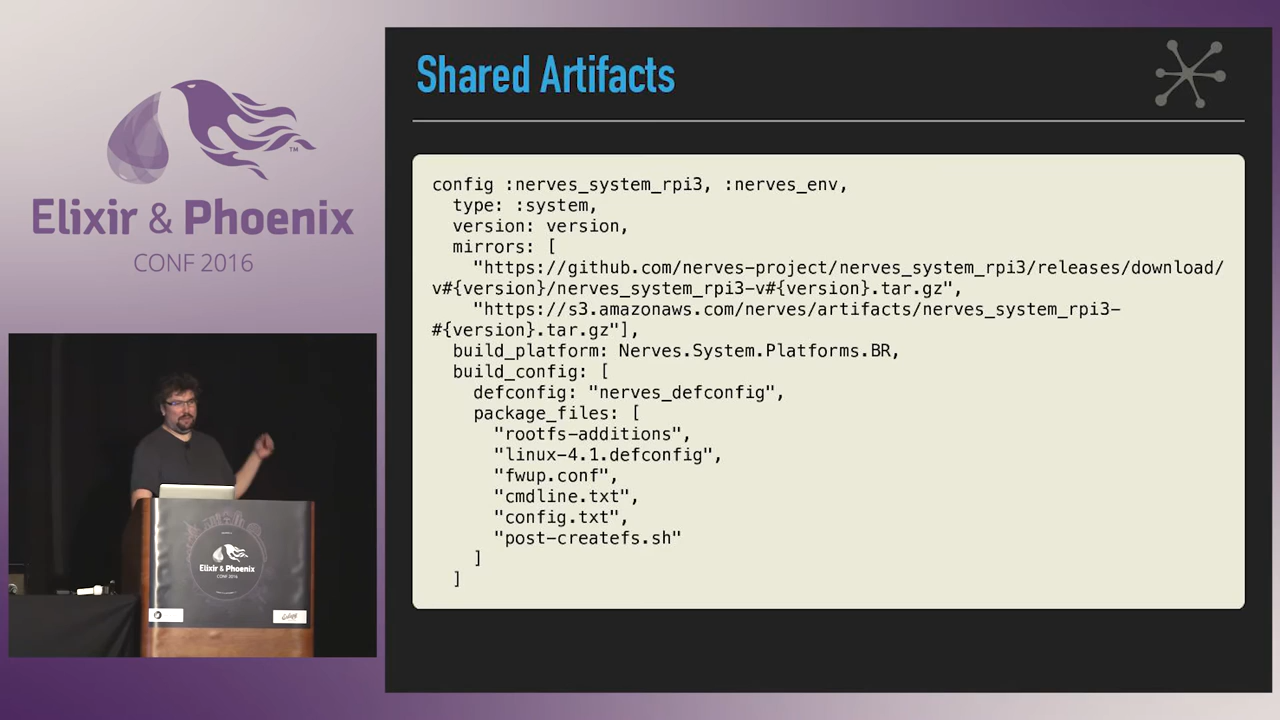 Elixir & Phoenix
CONF 2016
TM
Shared Artifacts
config :nerves_system_rpi3, :nerves_env,
type: :system,
version: version,
mirrors: [
"https://github.com/nerves-project/nerves_system_rpi3/releases/download/
v#{version}/nerves_system_rpi3-v#{version}.tar.gz",
"https://s3.amazonaws.com/nerves/artifacts/nerves_system_rpi3-
#{version}.tar.gz"],
build_platform: Nerves.System.Platforms.BR,
build_config: [
defconfig: "nerves_defconfig",
package_files: [
"rootfs-additions",
"linux-4.1.defconfig",
"fwup.conf",
"cmdline.txt",
"config.txt",
"post-createfs.sh"
]
]
Elixir & Phoenix
CONF 2016